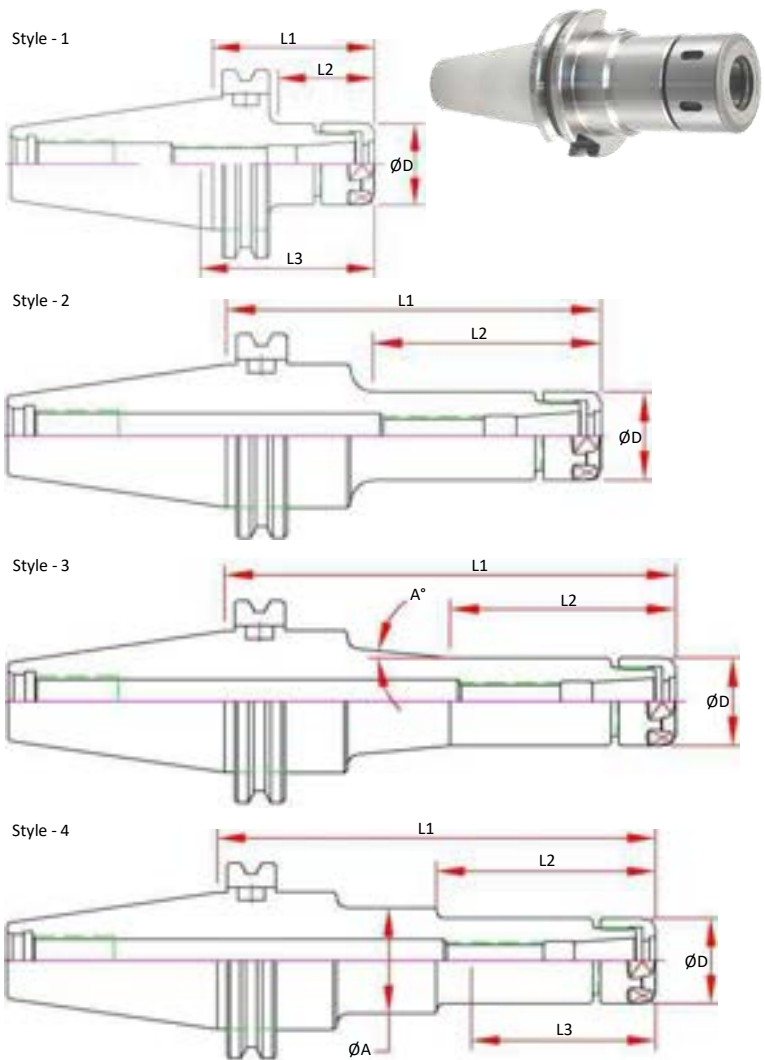 Style - 1
L1
L2
ØD
L3
Style - 2
L1
L2
ØD
Style - 3
L1
A°
L2
ØD
Style - 4
L1
L2
ØD
L3
ØA